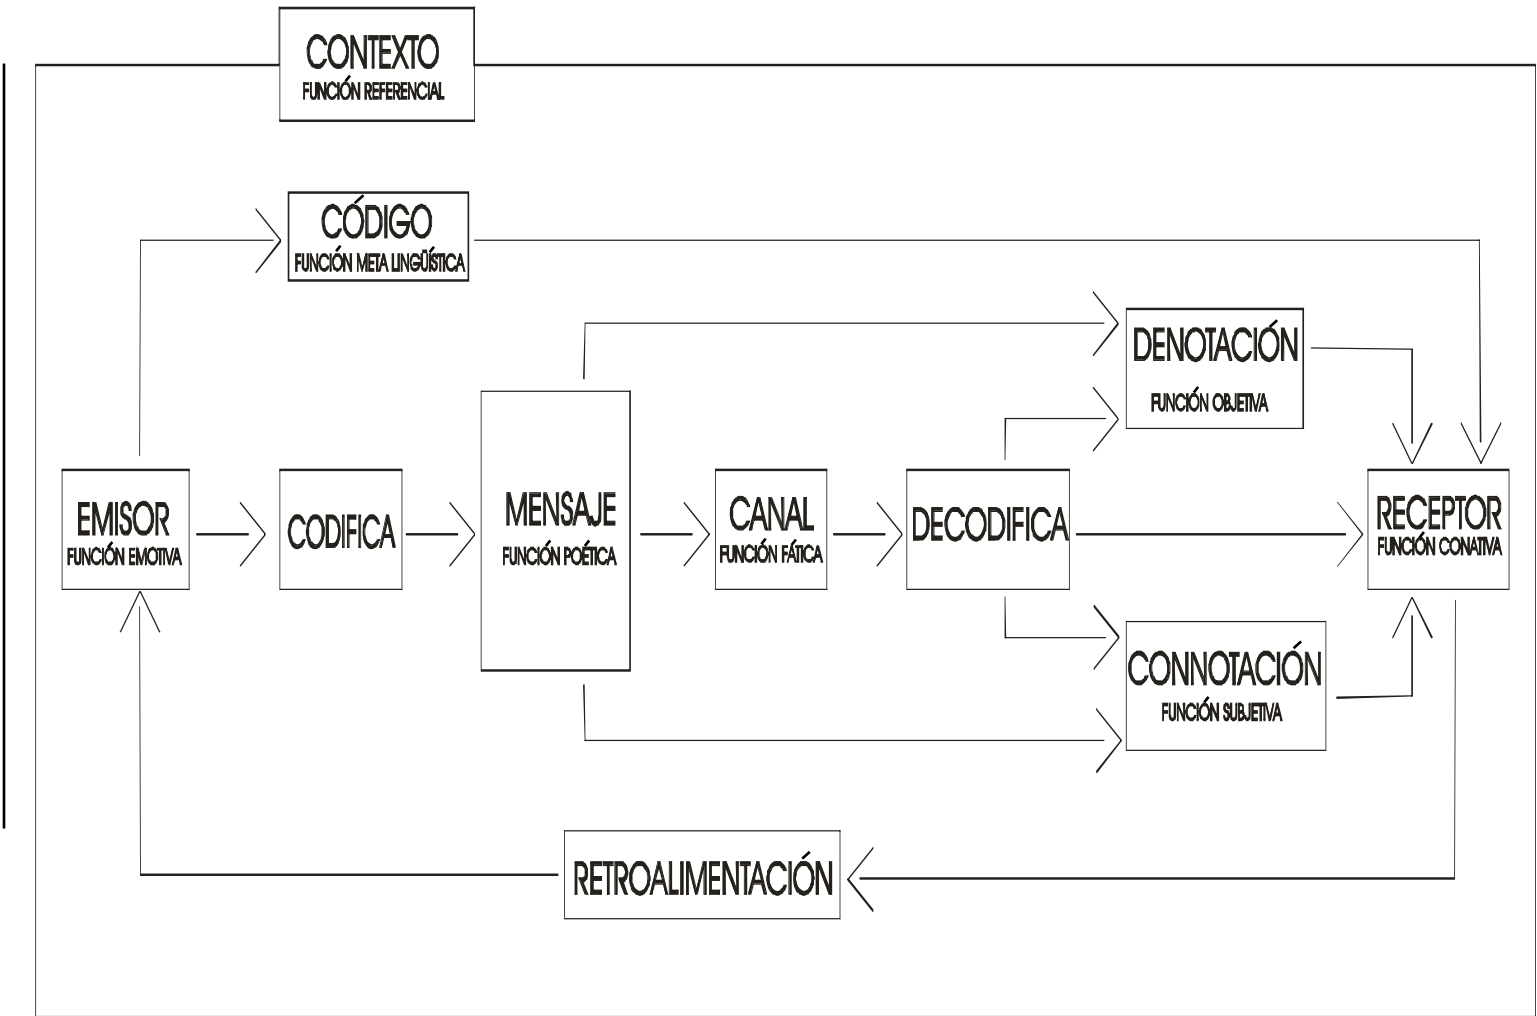 CONTEXTO
FUNCIÓN REFERENCIAL
CÓDIGO
FUNCIÓN META LINGÜÍSTICA
DENOTACIÓN
FUNCIÓN OBJETIVA
EMISOR
FUNCIÓN EMOTIVA
CODIFICA
MENSAJE
FUNCIÓN POÉTICA
CANAL
FUNCIÓN FÁTICA
DECODIFICA
RECEPTOR
FUNCIÓN CONATIVA
CONNOTACIÓN
FUNCIÓN SUBJETIVA
RETROALIMENTACIÓN